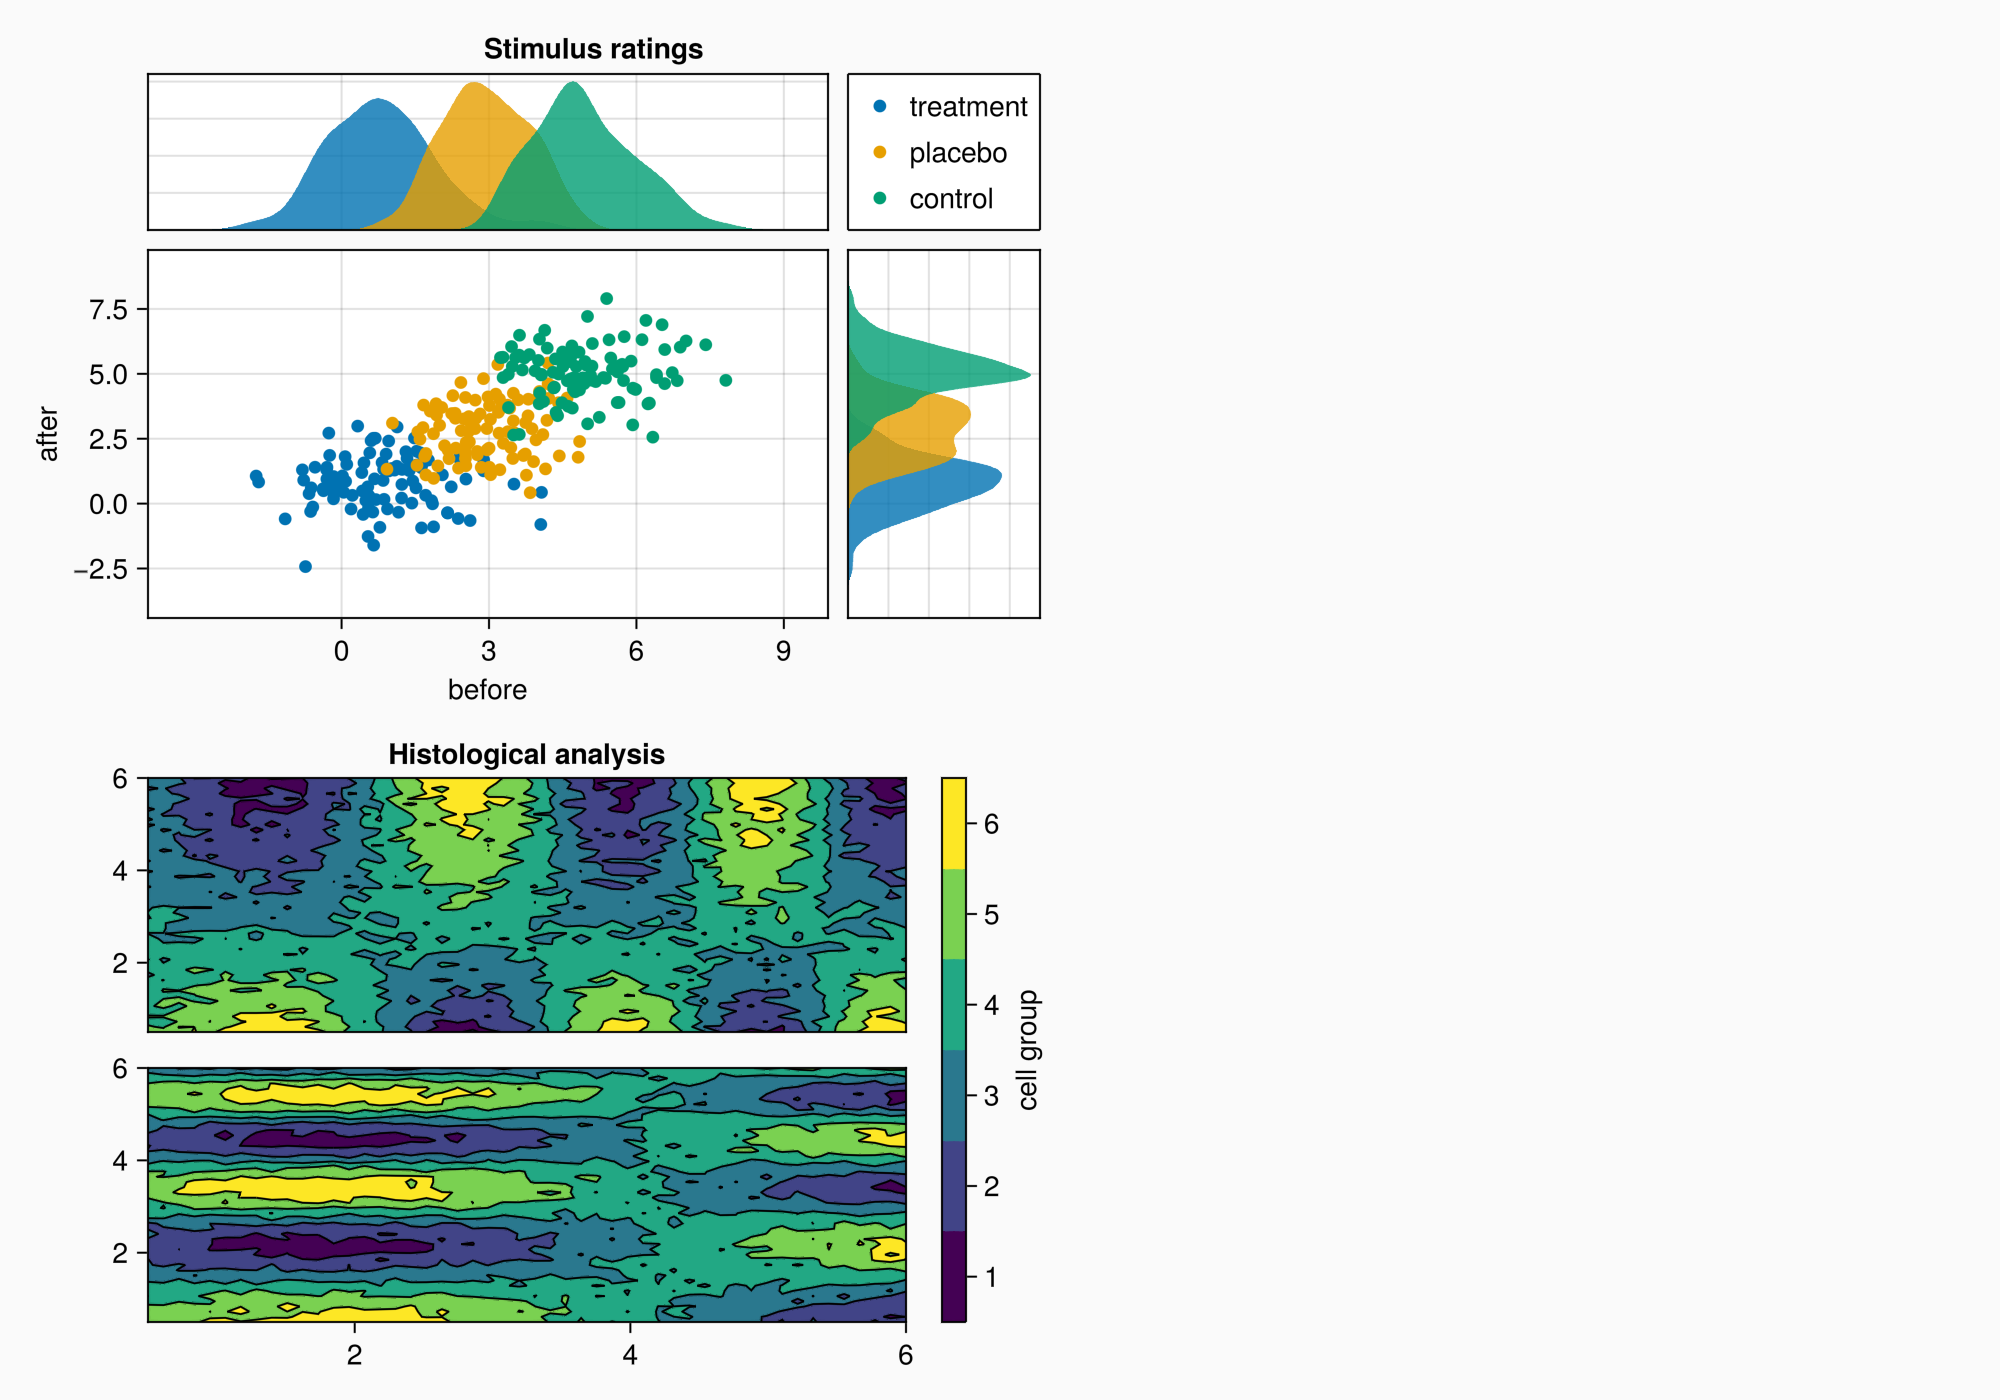 Stimulus ratings
treatment
placebo
control
7.5
5.0
2.5
0.0
−2.5
after
0 3 6 9
before
Histological analysis
6
4
2
6
4
2
2 4 6
6
5
4
3
2
1
cell group